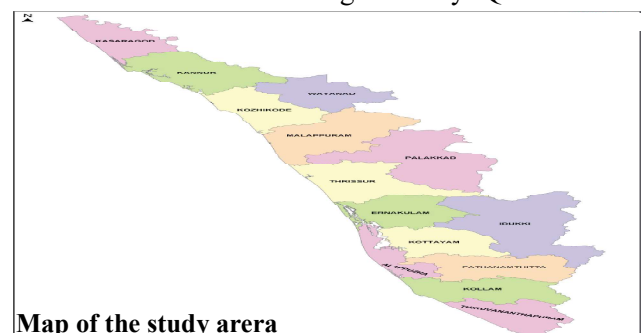 N
KASARAGOD
KANNUR
WAYANAD
KOZHIKODE
MALAPPURAM
PALAKKAD
THRISSUR
ERNAKULAM
IDUKKI
KOTTAYAM
PATHANAMTHITTA
KOLLAM
THIRUVANANTHAPURAM
Map of the study arera